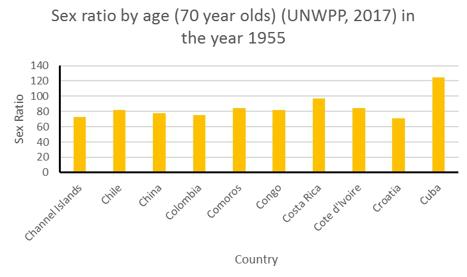 Sex ratio by age (70 year olds) (UNWPP, 2017) in
the year 1955
140
120
100
80
60
40
20
0
Sex Ratio
Channel Islands
Chile
China
Colombia
Comoros
Congo
Costa Rica
Cote d'Ivoire
Croatia
Cuba
Country